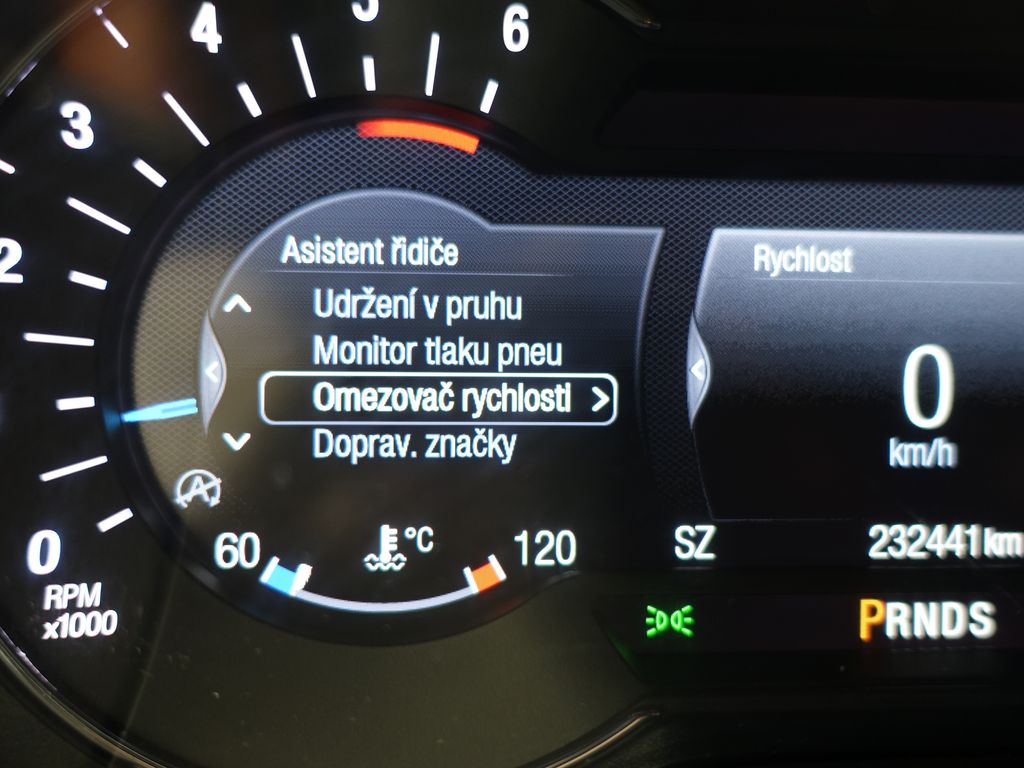 6
5
4
3
2
0
RPM
x1000
Asistent řidiče
Udržení v pruhu
Monitor tlaku pneu
Omezovač rychlosti >
Doprav. značky
A
60 °C 120
Rychlost
0
km/h
SZ 232441km
PRNDS